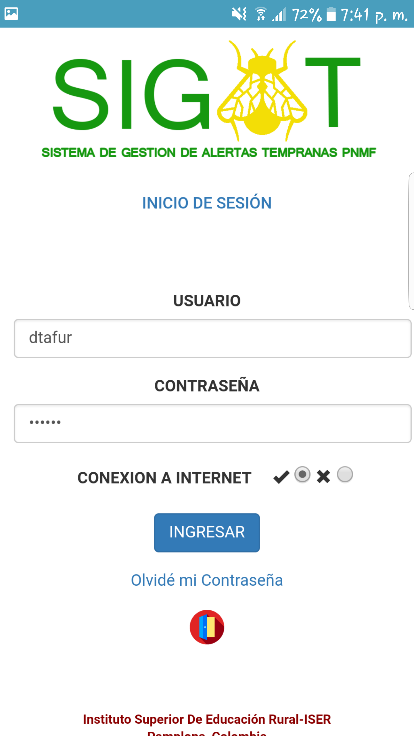 72% 7:41 p. m.
SIGAT
SISTEMA DE GESTION DE ALERTAS TEMPRANAS PNMF
INICIO DE SESIÓN
USUARIO
dtafur
CONTRASEÑA
••••••
CONEXION A INTERNET
INGRESAR
Olvidé mi Contraseña
Instituto Superior De Educación Rural-ISER
Pamplona, Colombia